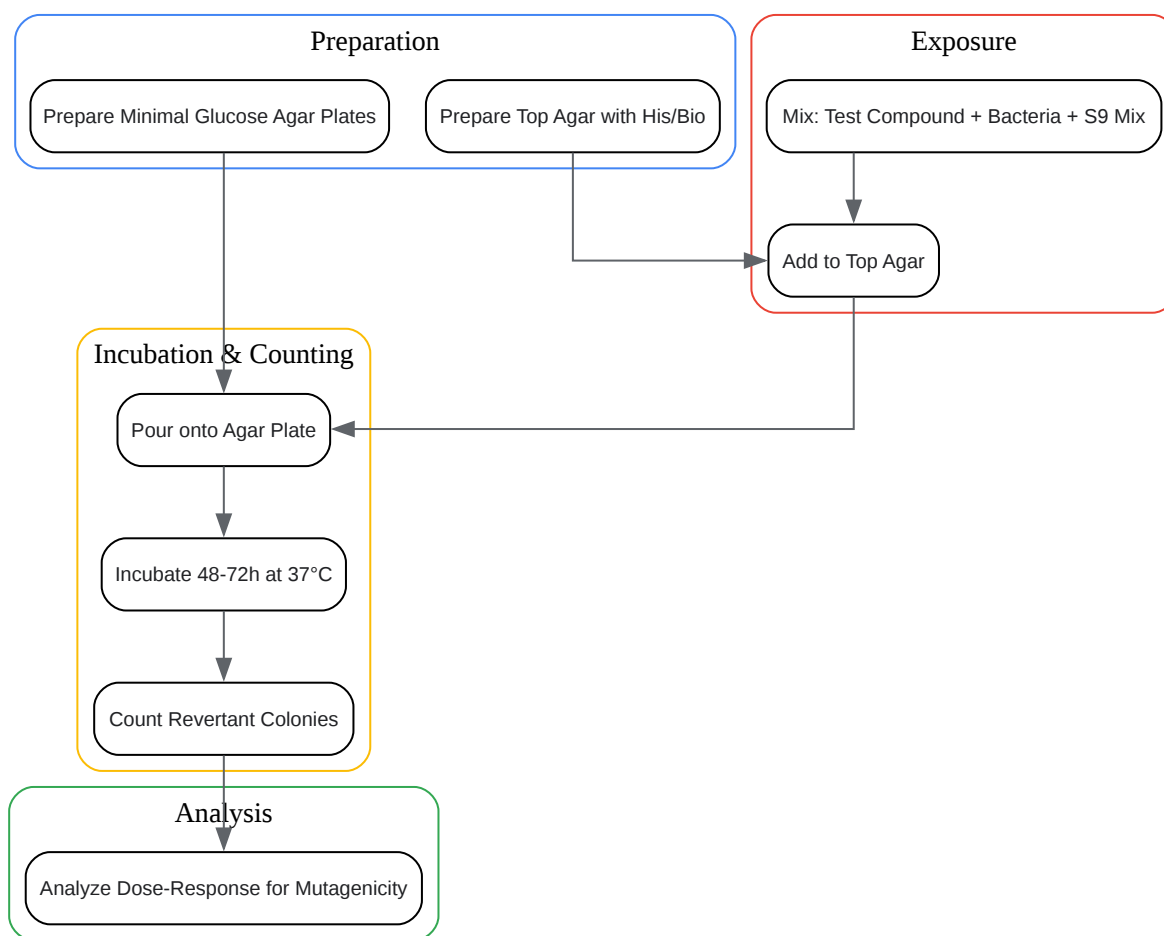 Preparation
Prepare Minimal Glucose Agar Plates
Prepare Top Agar with His/Bio
Exposure
Mix: Test Compound + Bacteria + S9 Mix
Add to Top Agar
Incubation & Counting
Pour onto Agar Plate
Incubate 48-72h at 37°C
Count Revertant Colonies
Analysis
Analyze Dose-Response for Mutagenicity